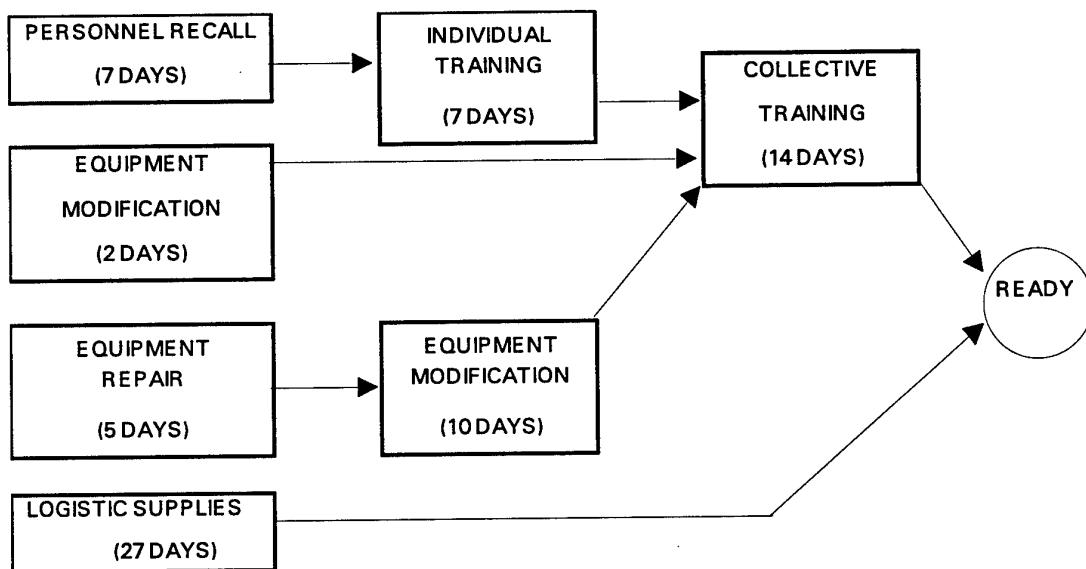 PERSONNEL RECALL
(7 DAYS)
INDIVIDUAL
TRAINING
(7 DAYS)
COLLECTIVE
TRAINING
(14 DAYS)
EQUIPMENT
MODIFICATION
(2 DAYS)
READY
EQUIPMENT
REPAIR
(5 DAYS)
EQUIPMENT
MODIFICATION
(10 DAYS)
LOGISTIC SUPPLIES
(27 DAYS)